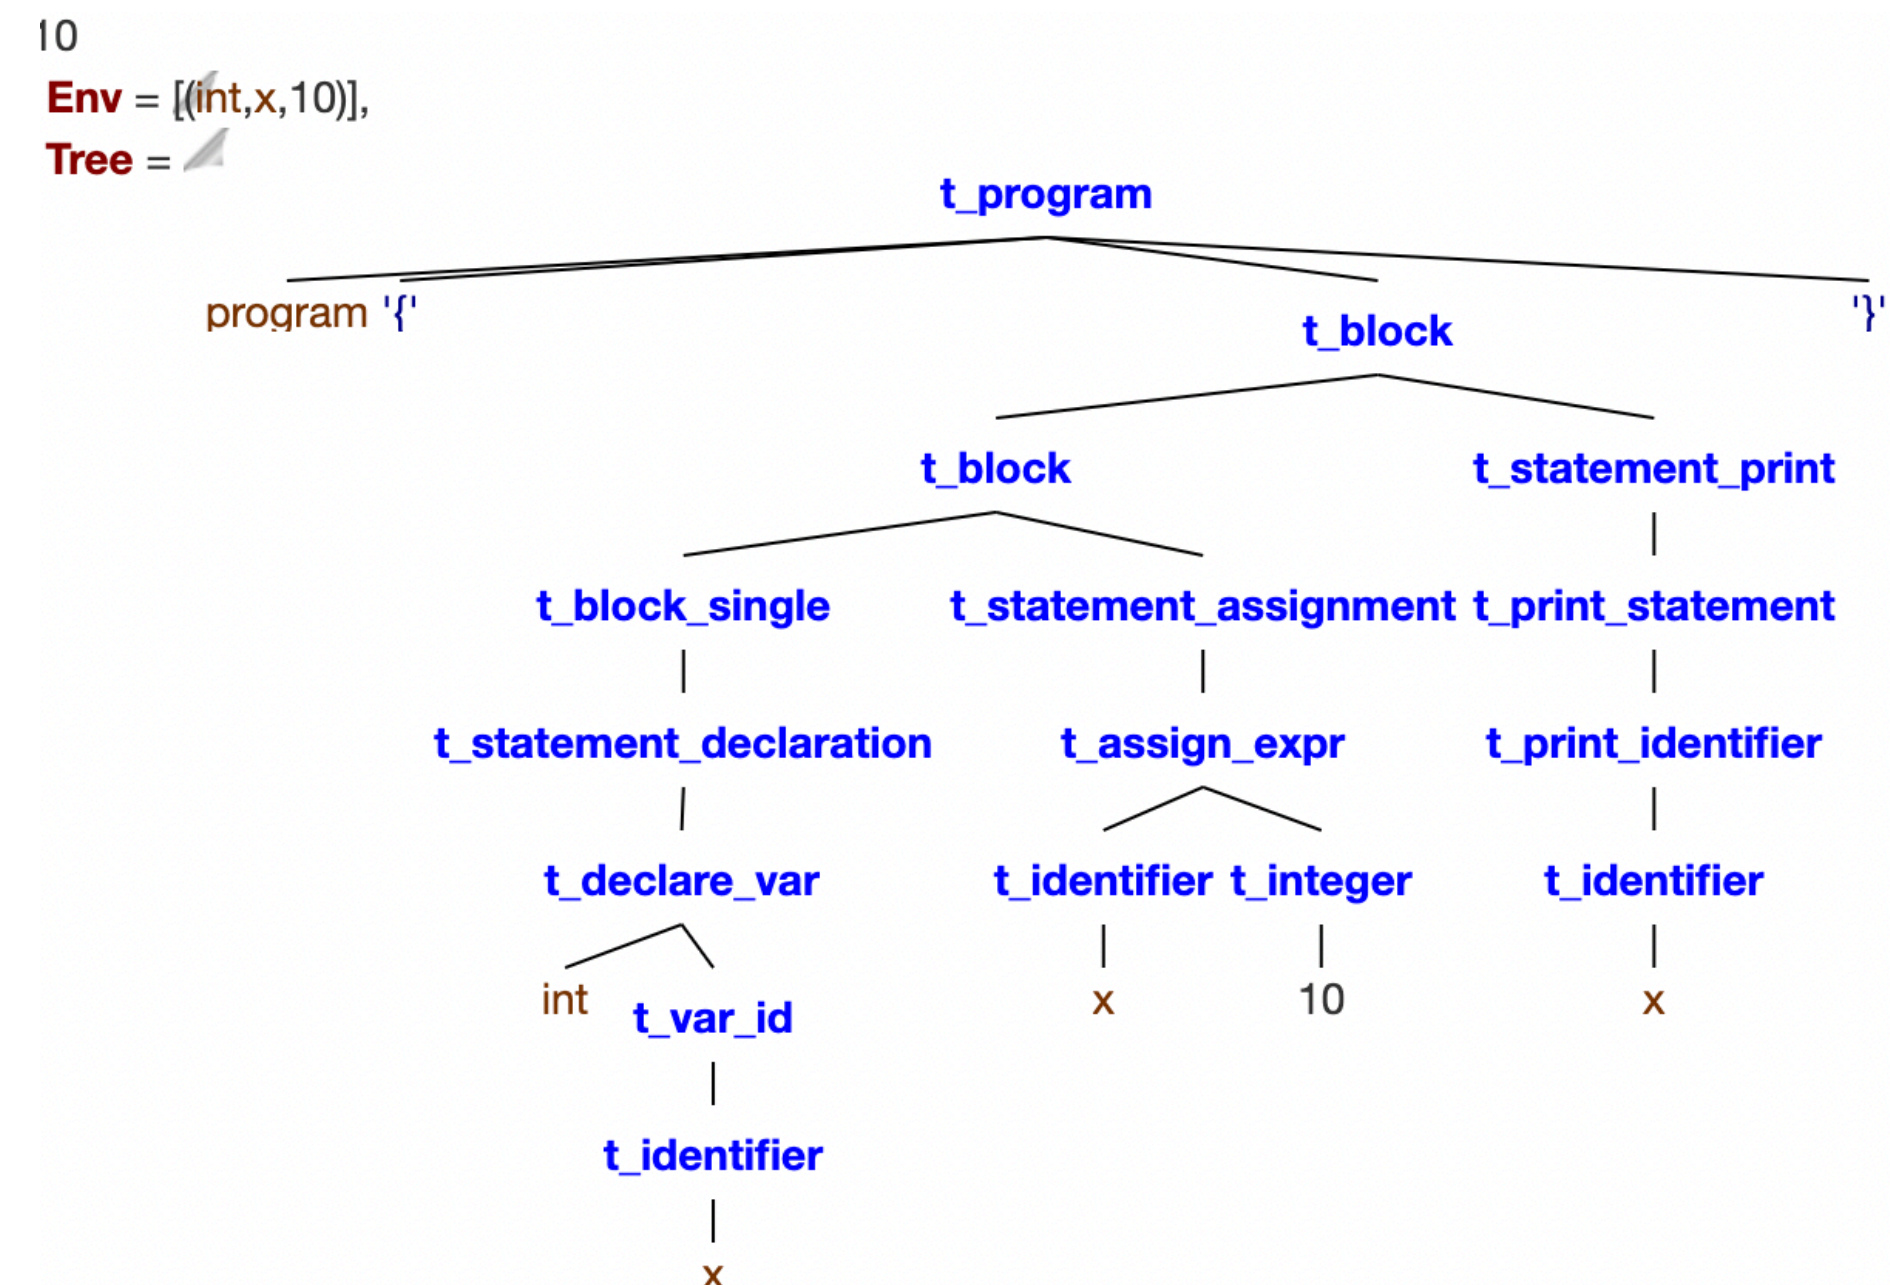 10
Env = [(int,x,10)],
Tree =
t_program
program '{' '}'
t_block
t_block t_statement_print
t_block_single t_statement_assignment t_print_statement
t_statement_declaration t_assign_expr t_print_identifier
t_declare_var t_identifier t_integer t_identifier
int x 10 x
t_var_id
t_identifier
x